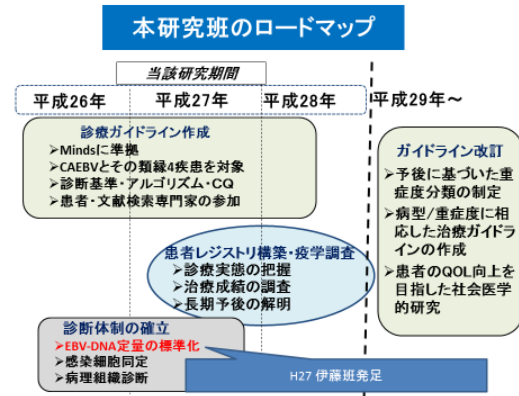 本研究班のロードマップ
当該研究期間
平成26年
平成27年
平成28年
平成29年～
診療ガイドライン作成
➢Mindsに準拠
➢CAEBVとその類縁4疾患を対象
➢診断基準・アルゴリズム・CQ
➢患者・文献検索専門家の参加
ガイドライン改訂
➢予後に基づいた重
症度分類の制定
➢病型/重症度に相
応した治療ガイドラ
インの作成
➢患者のQOL向上を
目指した社会医学
的研究
患者レジストリ構築・疫学調査
➢診療実態の把握
➢治療成績の調査
➢長期予後の解明
診断体制の確立
➢EBV-DNA定量の標準化
➢感染細胞同定
➢病理組織診断
H27 伊藤班発足